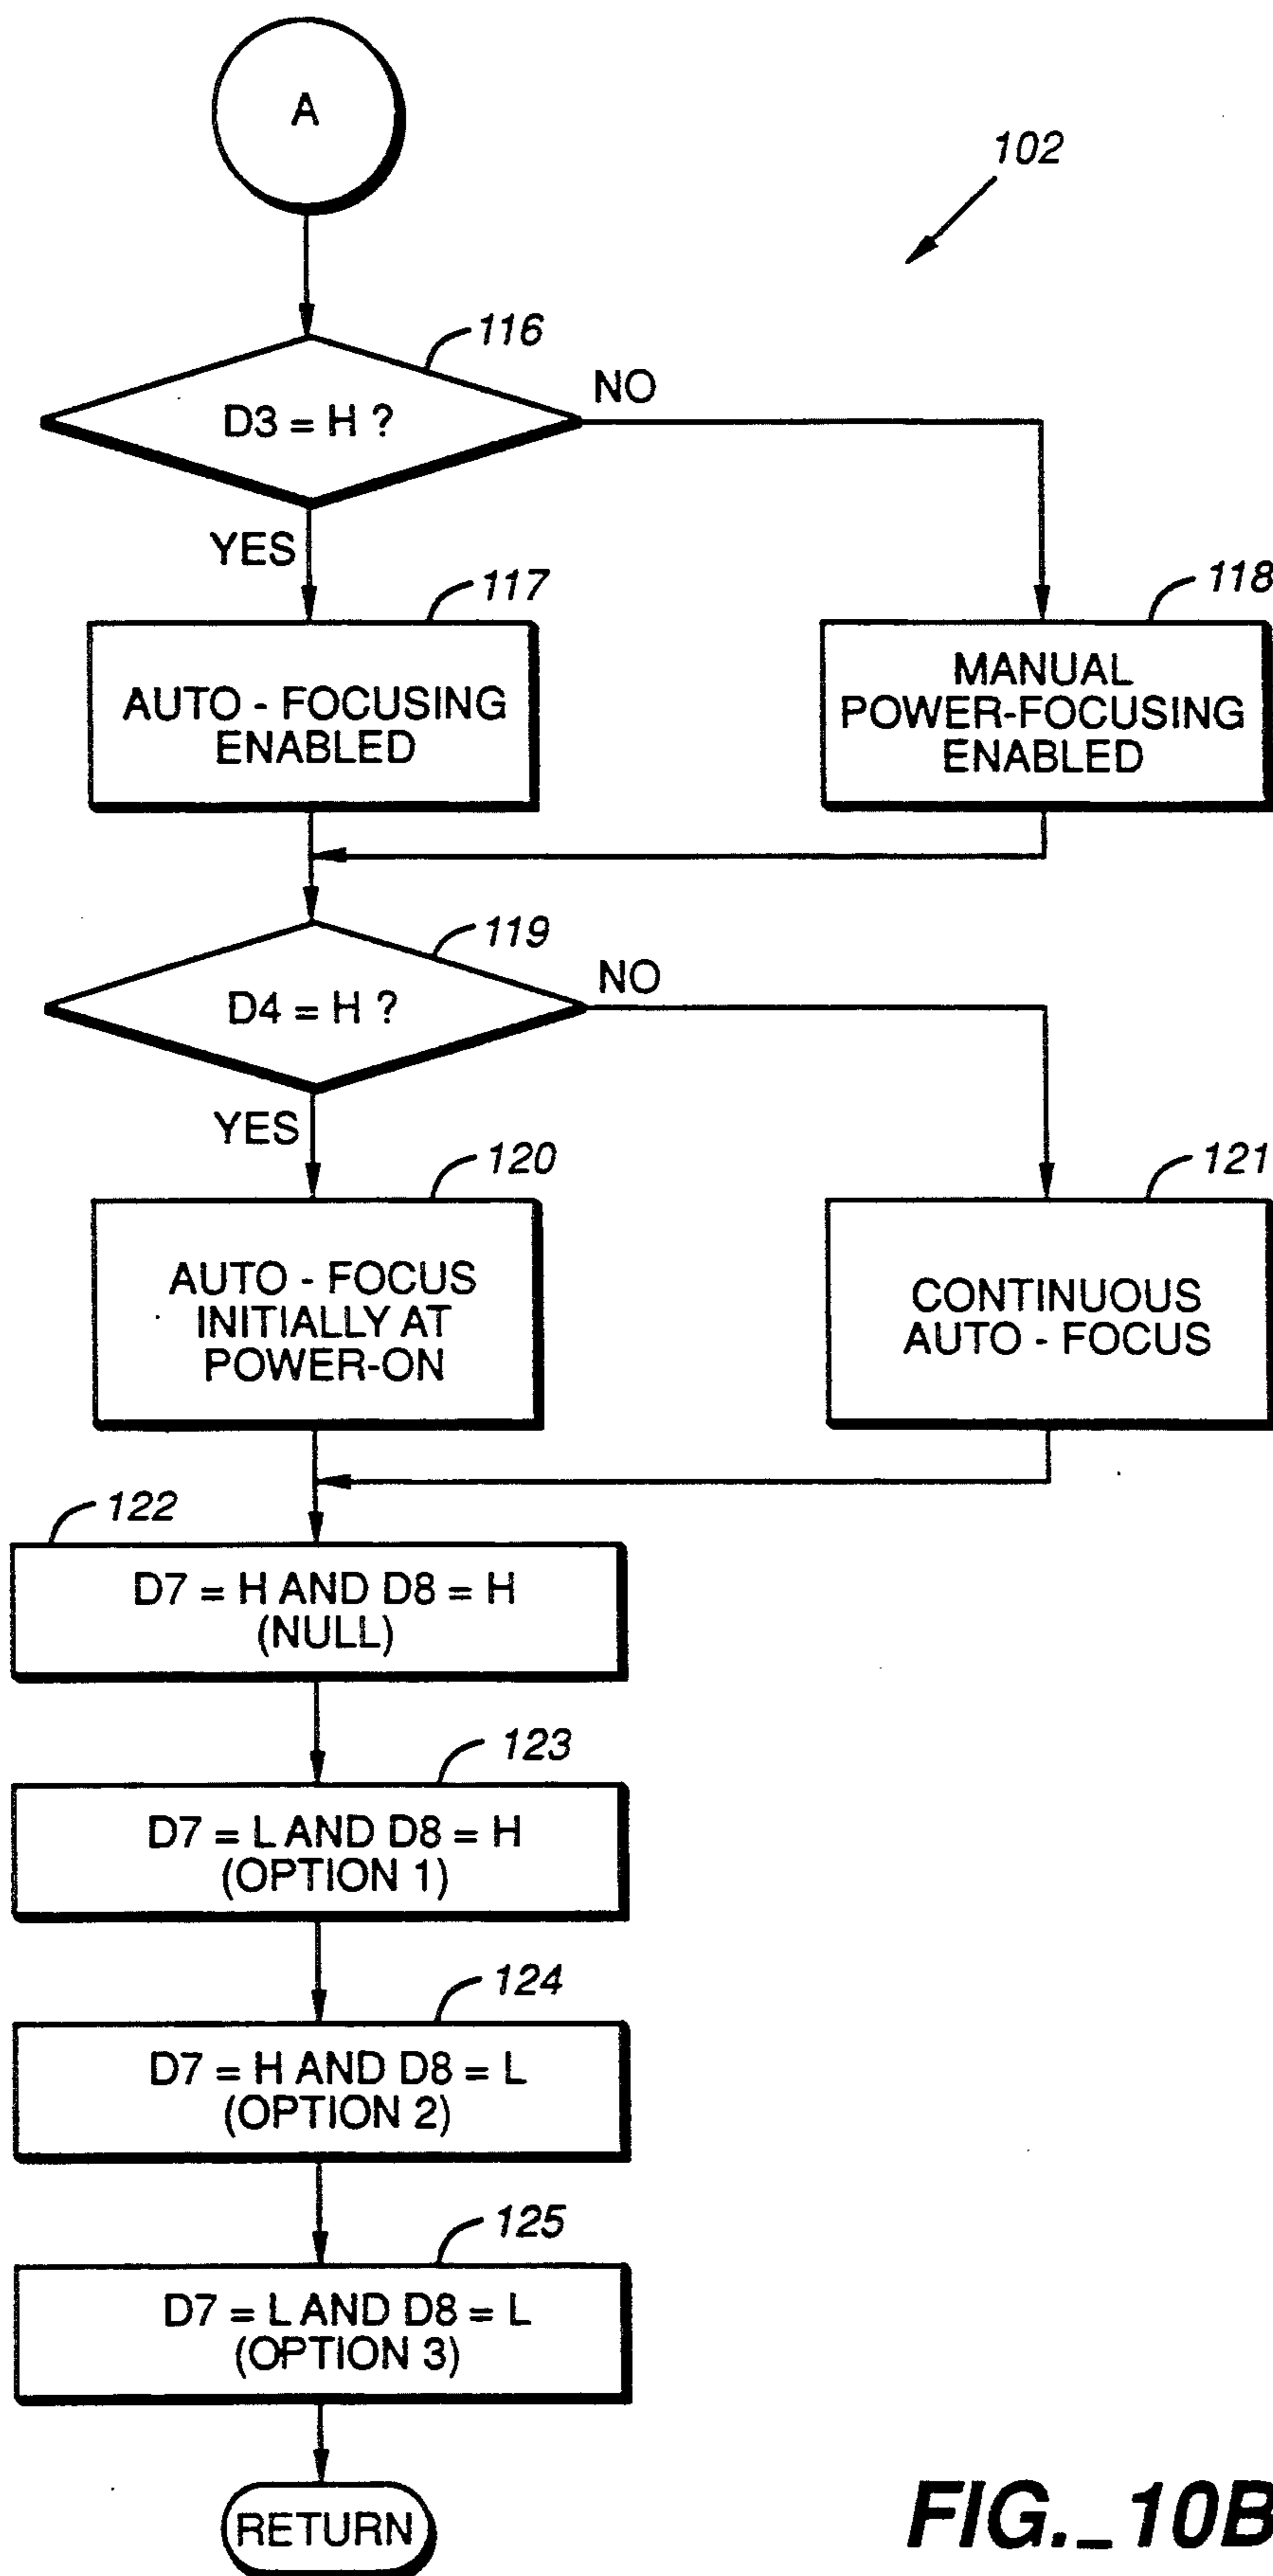 A
102
116
D3 = H ?
NO
YES
117
118
AUTO - FOCUSING
ENABLED
MANUAL
POWER-FOCUSING
ENABLED
119
D4 = H ?
NO
YES
120
121
AUTO - FOCUS
INITIALLY AT
POWER-ON
CONTINUOUS
AUTO - FOCUS
122
D7 = H AND D8 = H
(NULL)
123
D7 = L AND D8 = H
(OPTION 1)
124
D7 = H AND D8 = L
(OPTION 2)
125
D7 = L AND D8 = L
(OPTION 3)
RETURN
FIG._10B